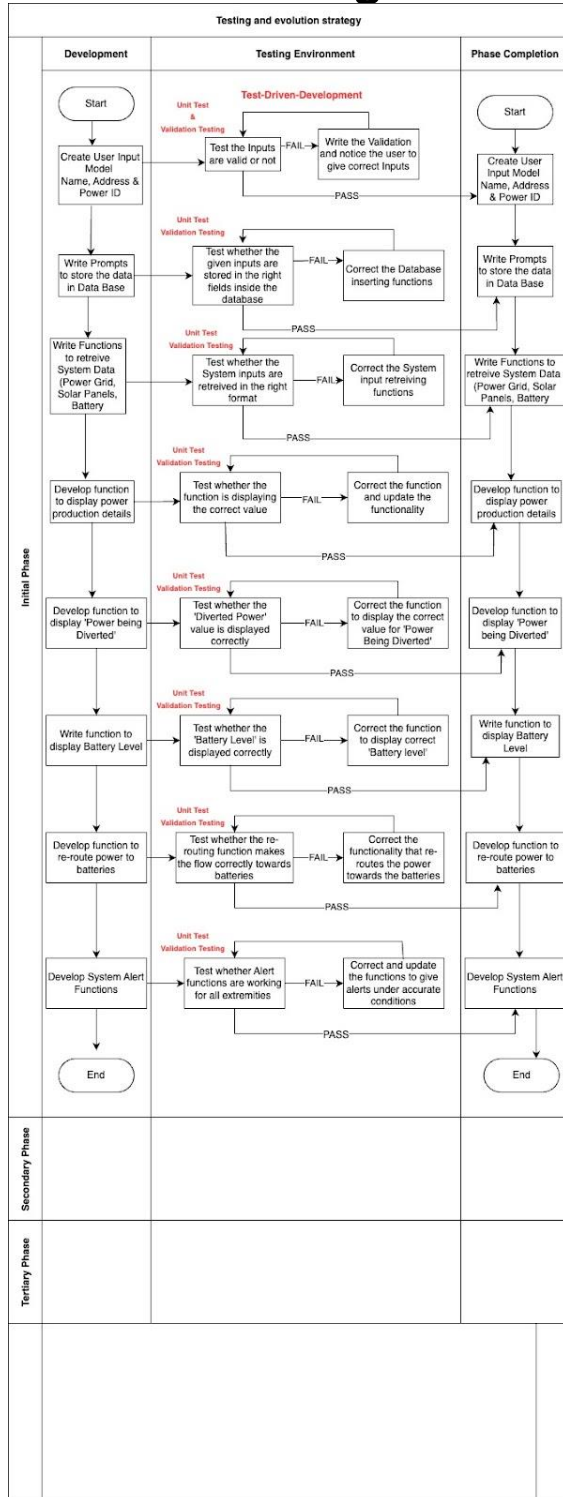 Testing and evolution strategy
Development
Testing Environment
Phase Completion
Initial Phase
Start
Unit Test
&
Validation Testing
Test-Driven-Development
Start
Create User Input
Model
Name, Address &
Power ID
Test the Inputs
are valid or not
FAIL
Write the Validation
and notice the user to
give correct Inputs
PASS
Create User Input
Model
Name, Address
& Power ID
Write Prompts
to store the data
in Data Base
Unit Test
Validation Testing
Test whether the
given inputs are
stored in the right
fields inside the
database
FAIL
Correct the Database
inserting functions
PASS
Write Prompts
to store the data
in Data Base
Write Functions
to retreive
System Data
(Power Grid,
Solar Panels,
Battery
Unit Test
Validation Testing
Test whether the
System inputs are
retreived in the right
format
FAIL
Correct the System
input retreiving
functions
PASS
Write Functions to
retreive System Data
(Power Grid, Solar
Panels, Battery
Develop function
to display power
production details
Unit Test
Validation Testing
Test whether the
function is displaying
the correct value
FAIL
Correct the function
and update the
functionality
PASS
Develop function to
display power
production details
Develop function to
display 'Power being
Diverted'
Unit Test
Validation Testing
Test whether the
'Diverted Power'
value is displayed
correctly
FAIL
Correct the function
to display the correct
value for 'Power
Being Diverted'
PASS
Develop function to
display 'Power
being Diverted'
Write function to
display Battery Level
Unit Test
Validation Testing
Test whether the
'Battery Level' is
displayed correctly
FAIL
Correct the function
to display correct
'Battery level'
PASS
Write function to
display Battery
Level
Develop function to
re-route power to
batteries
Unit Test
Validation Testing
Test whether the re-
routing function makes
the flow correctly towards
batteries
FAIL
Correct the
functionality that re-
routes the power
towards the batteries
PASS
Develop function to
re-route power to
batteries
Develop System Alert
Functions
Unit Test
Validation Testing
Test whether Alert
functions are working
for all extremities
FAIL
Correct and update
the functions to give
alerts under accurate
conditions
PASS
Develop System Alert
Functions
End
End
Secondary Phase
Tertiary Phase